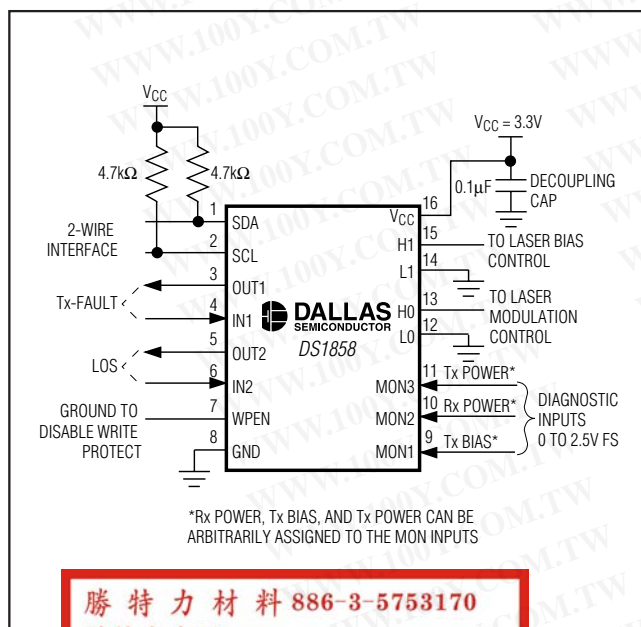 VCC
4.7kΩ
4.7kΩ
2-WIRE
INTERFACE
Tx-FAULT
LOS
GROUND TO
DISABLE WRITE
PROTECT
1 SDA
2 SCL
3 OUT1
4 IN1
5 OUT2
6 IN2
7 WPEN
8 GND
DALLAS
SEMICONDUCTOR
DS1858
VCC = 3.3V
0.1µF
DECOUPLING
CAP
16 VCC
15 H1
TO LASER BIAS
CONTROL
14 L1
13 H0
TO LASER
MODULATION
CONTROL
12 L0
11 MON3 Tx POWER*
10 MON2 Rx POWER*
9 MON1 Tx BIAS*
DIAGNOSTIC
INPUTS
0 TO 2.5V FS
*Rx POWER, Tx BIAS, AND Tx POWER CAN BE
ARBITRARILY ASSIGNED TO THE MON INPUTS
WWW.100Y.COM.TW
勝特力材料 886-3-5753170